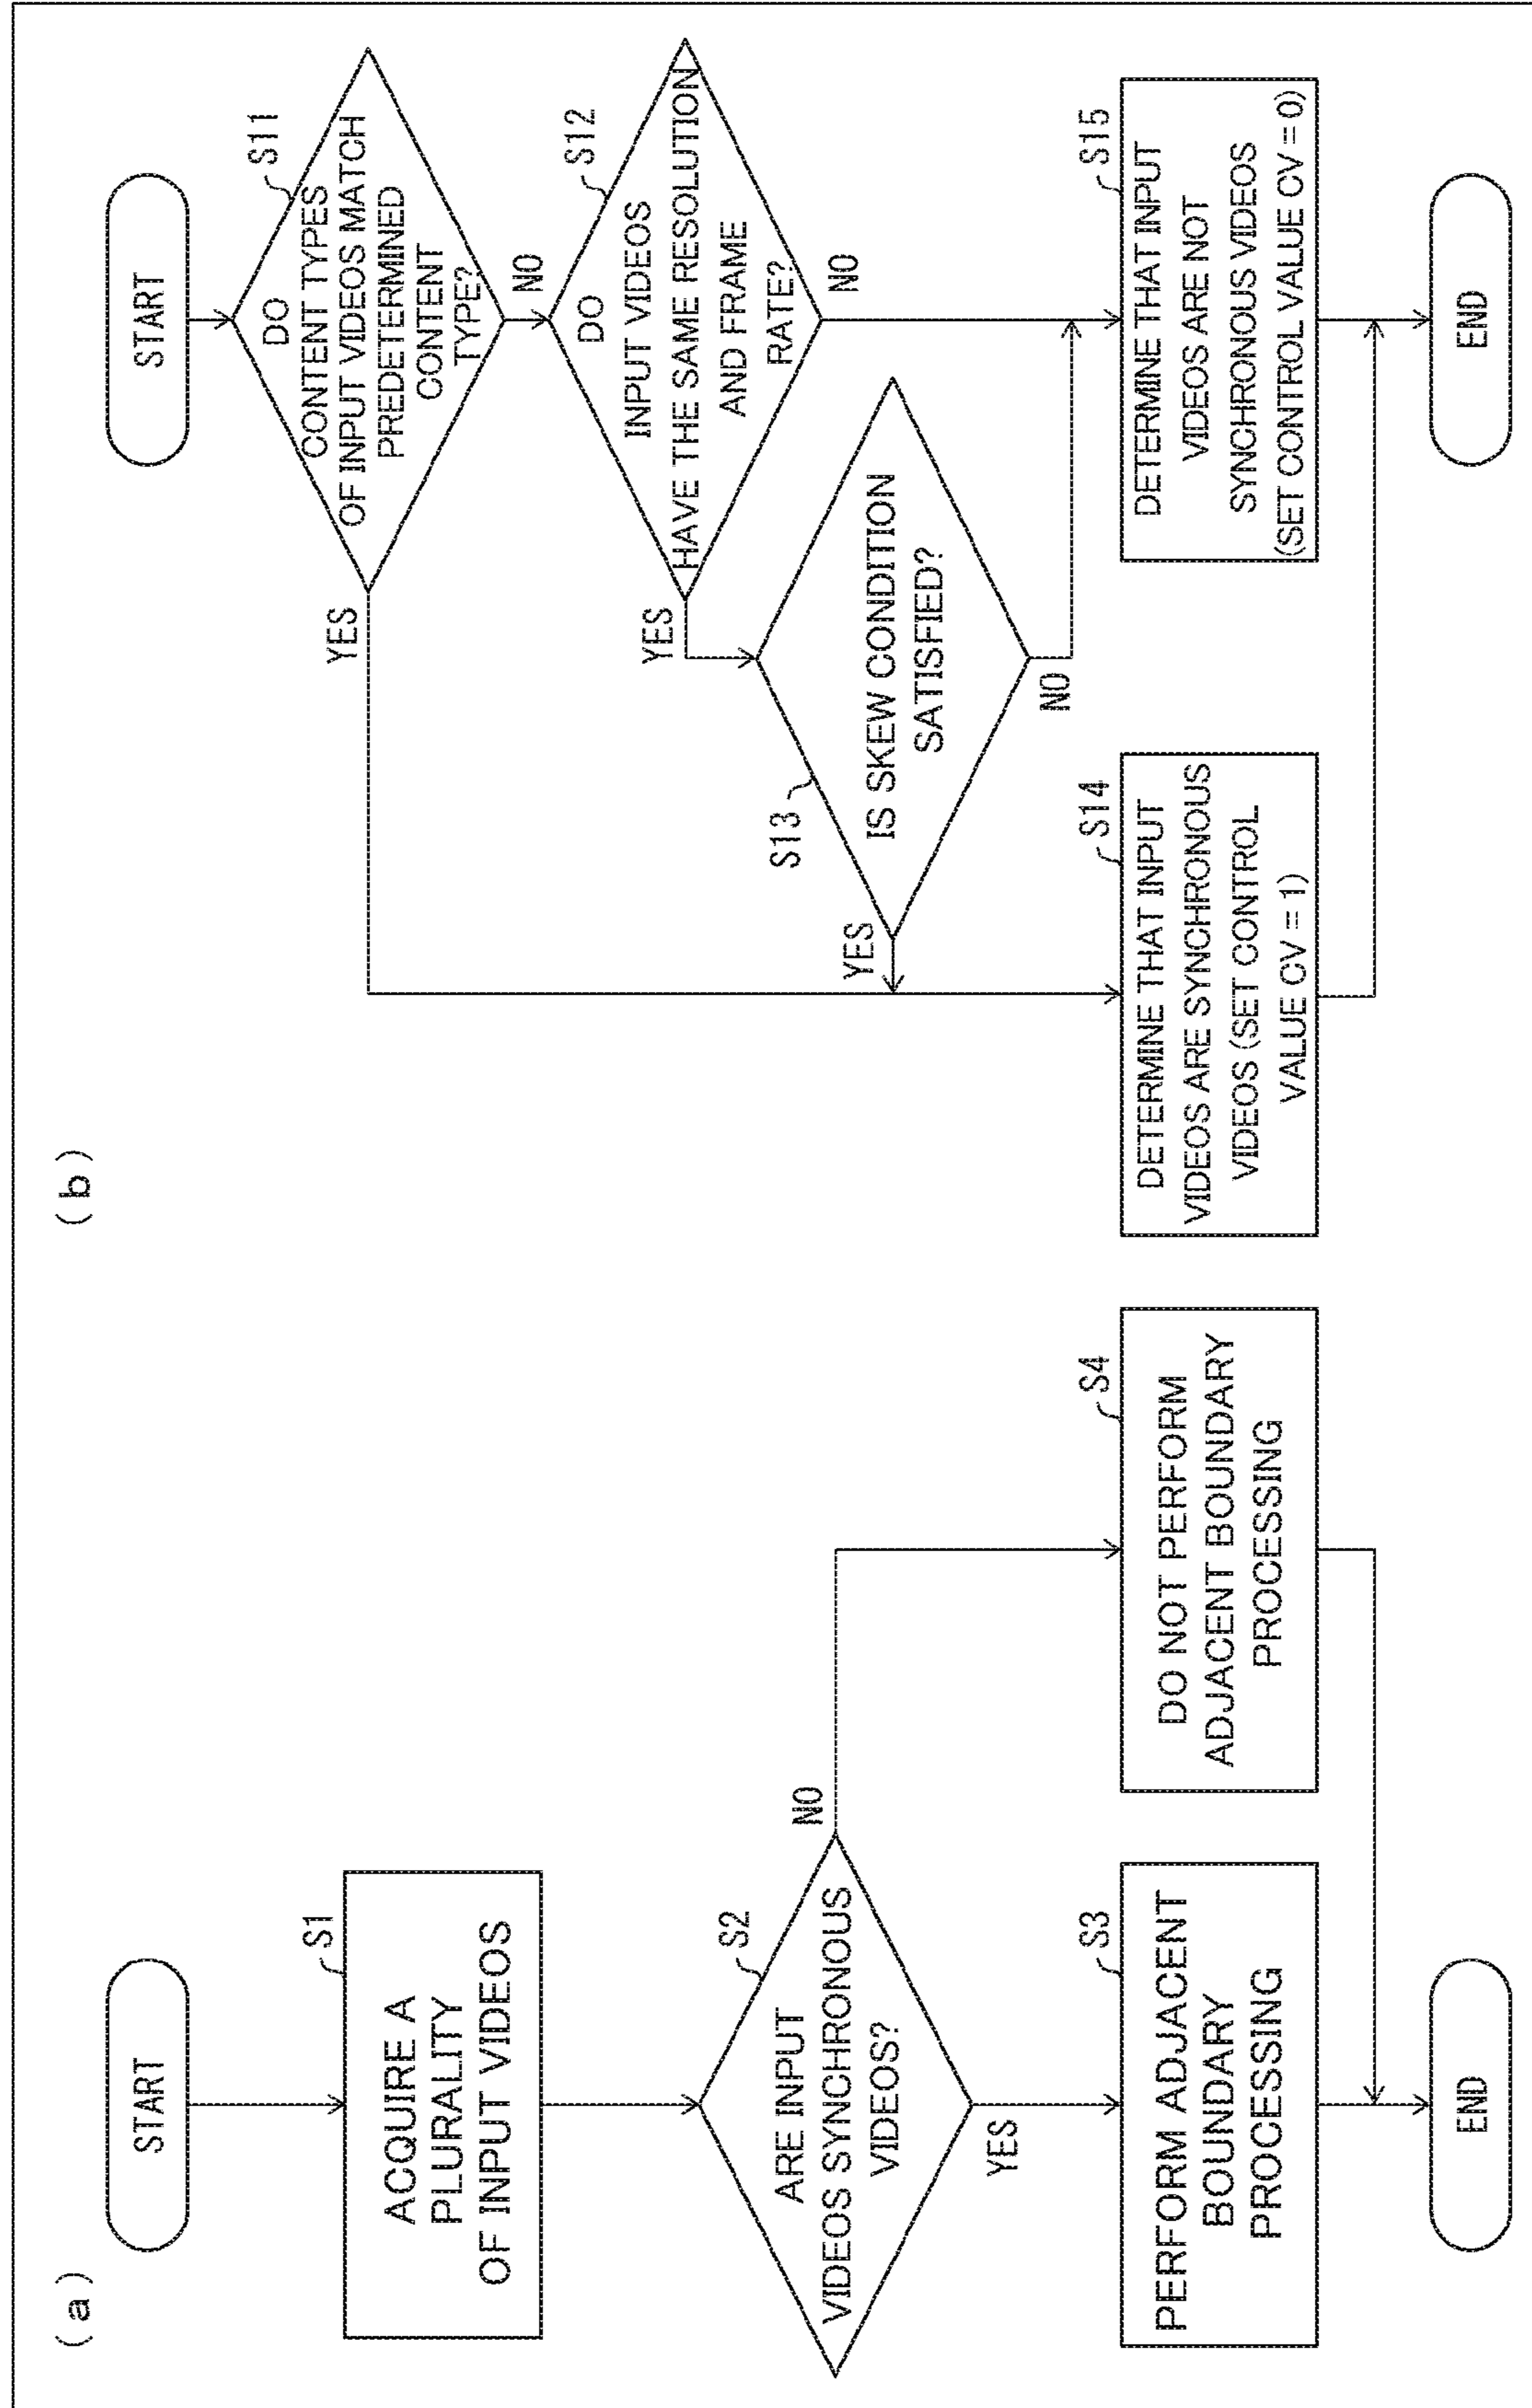 (a)
START
S1
ACQUIRE A
PLURALITY
OF INPUT VIDEOS
S2
ARE INPUT
VIDEOS SYNCHRONOUS
VIDEOS?
NO
YES
S3
PERFORM ADJACENT
BOUNDARY
PROCESSING
S4
DO NOT PERFORM
ADJACENT BOUNDARY
PROCESSING
END
(b)
START
S11
DO
CONTENT TYPES
OF INPUT VIDEOS MATCH
PREDETERMINED
CONTENT
TYPE?
YES
NO
S12
DO
INPUT VIDEOS
HAVE THE SAME RESOLUTION
AND FRAME
RATE?
YES
NO
S13
IS SKEW CONDITION
SATISFIED?
YES
NO
S14
DETERMINE THAT INPUT
VIDEOS ARE SYNCHRONOUS
VIDEOS (SET CONTROL
VALUE CV = 1)
S15
DETERMINE THAT INPUT
VIDEOS ARE NOT
SYNCHRONOUS VIDEOS
(SET CONTROL VALUE CV = 0)
END